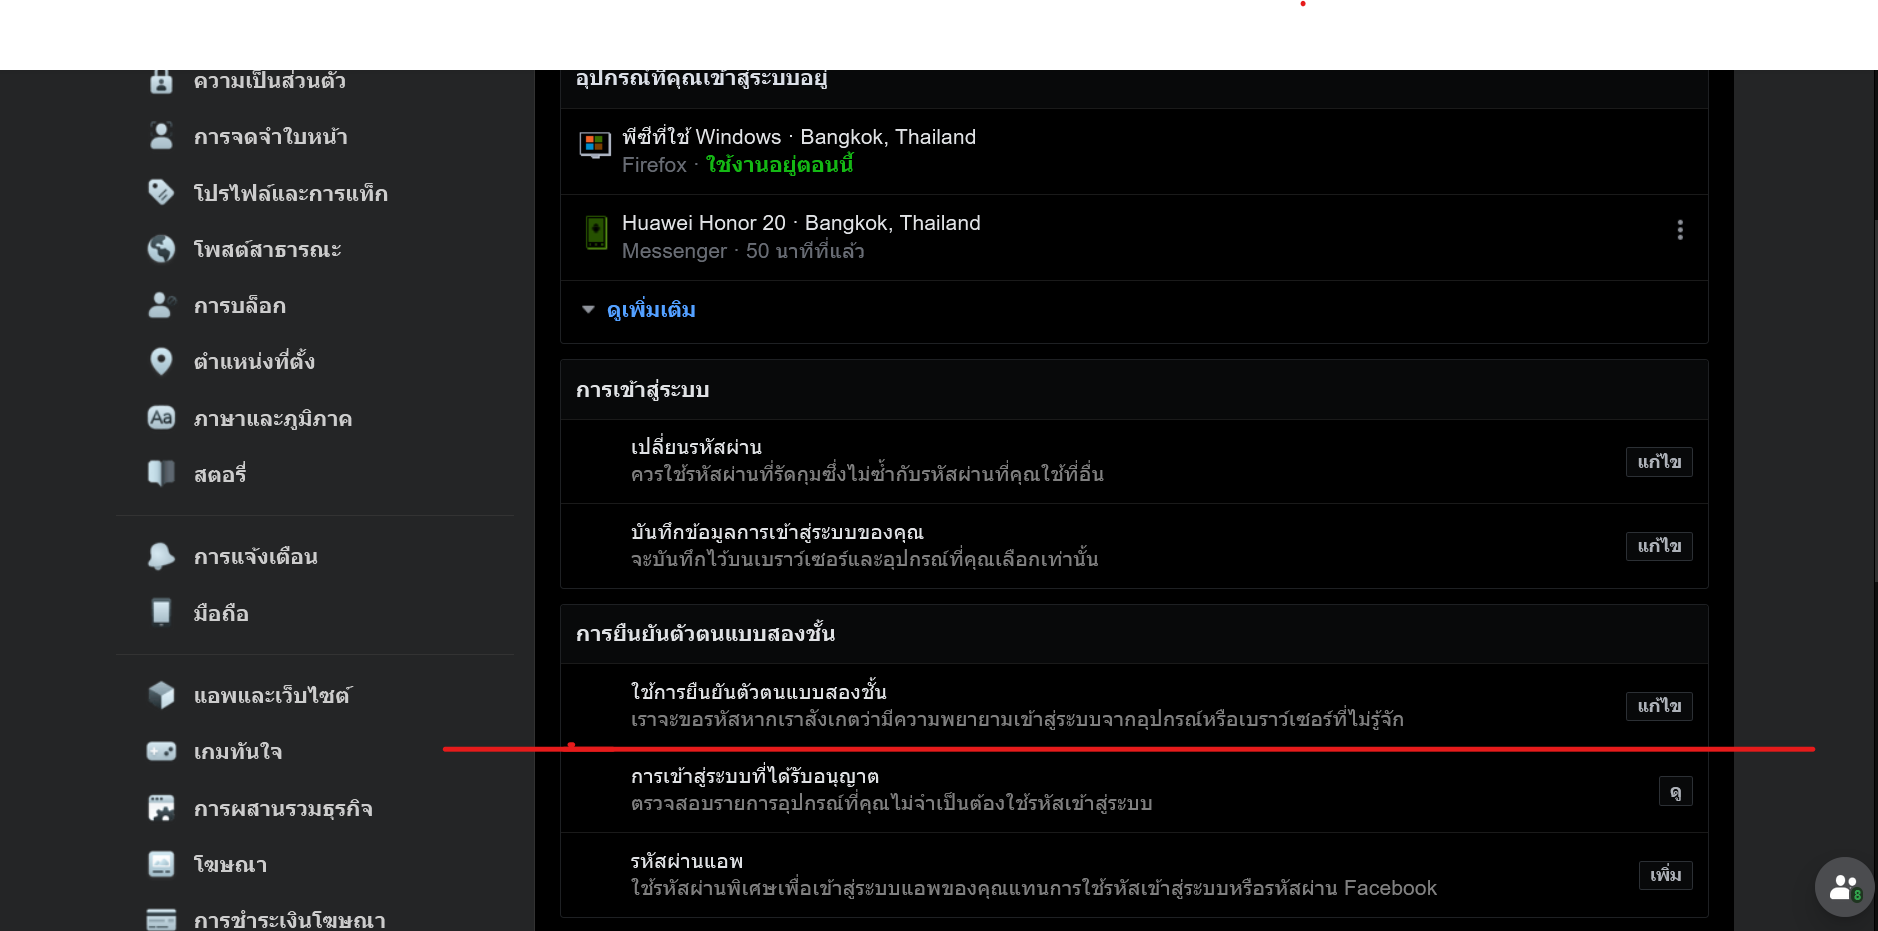 ความเป็นส่วนตัว
การจดจำใบหน้า
โปรไฟล์และการแท็ก
โพสต์สาธารณะ
การบล็อก
ตำแหน่งที่ตั้ง
ภาษาและภูมิภาค
สตอรี่
การแจ้งเตือน
มือถือ
แอพและเว็บไซต์
เกมทันใจ
การผสานรวมธุรกิจ
โฆษณา
การชำระเงินโฆษณา
อุปกรณ์ที่คุณเข้าสู่ระบบอยู่
พีซีที่ใช้ Windows · Bangkok, Thailand
Firefox · ใช้งานอยู่ตอนนี้
Huawei Honor 20 · Bangkok, Thailand
Messenger · 50 นาทีที่แล้ว
ดูเพิ่มเติม
การเข้าสู่ระบบ
เปลี่ยนรหัสผ่าน
ควรใช้รหัสผ่านที่รัดกุมซึ่งไม่ซ้ำกับรหัสผ่านที่คุณใช้ที่อื่น
แก้ไข
บันทึกข้อมูลการเข้าสู่ระบบของคุณ
จะบันทึกไว้บนเบราว์เซอร์และอุปกรณ์ที่คุณเลือกเท่านั้น
แก้ไข
การยืนยันตัวตนแบบสองชั้น
ใช้การยืนยันตัวตนแบบสองชั้น
เราจะขอรหัสหากเราสังเกตว่ามีความพยายามเข้าสู่ระบบจากอุปกรณ์หรือเบราว์เซอร์ที่ไม่รู้จัก
แก้ไข
การเข้าสู่ระบบที่ได้รับอนุญาต
ตรวจสอบรายการอุปกรณ์ที่คุณไม่จำเป็นต้องใช้รหัสเข้าสู่ระบบ
ดู
รหัสผ่านแอพ
ใช้รหัสผ่านพิเศษเพื่อเข้าสู่ระบบแอพของคุณแทนการใช้รหัสเข้าสู่ระบบหรือรหัสผ่าน Facebook
เพิ่ม
8